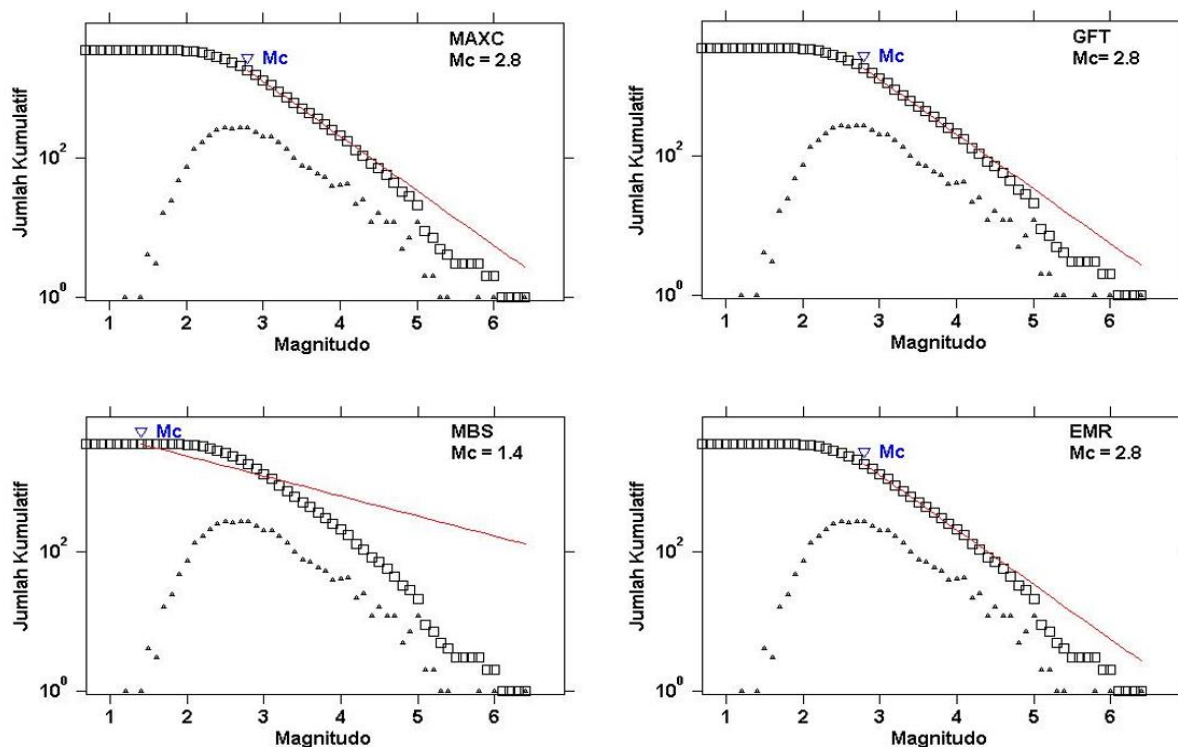 MAXC
Mc = 2.8
Mc
Jumlah Kumulatif
10²
10⁰
1 2 3 4 5 6
Magnitudo
GFT
Mc= 2.8
Mc
Jumlah Kumulatif
10²
10⁰
1 2 3 4 5 6
Magnitudo
MBS
Mc = 1.4
Mc
Jumlah Kumulatif
10²
10⁰
1 2 3 4 5 6
Magnitudo
EMR
Mc = 2.8
Mc
Jumlah Kumulatif
10²
10⁰
1 2 3 4 5 6
Magnitudo